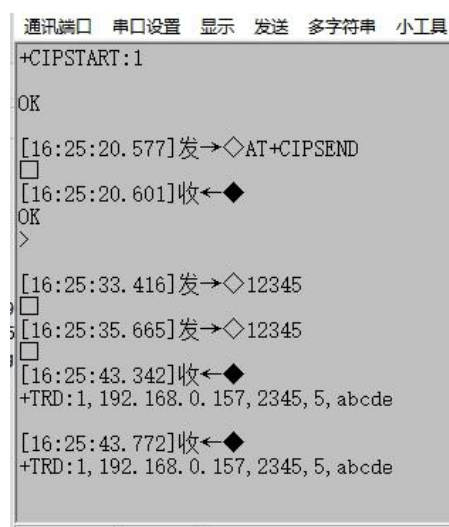 通讯端口 串口设置 显示 发送 多字符串 小工具
+CIPSTART:1
OK
[16:25:20.577]发→◇AT+CIPSEND
□
[16:25:20.601]收←◆
OK
>
[16:25:33.416]发→◇12345
□
[16:25:35.665]发→◇12345
□
[16:25:43.342]收←◆
+TRD:1,192.168.0.157,2345,5,abcde
[16:25:43.772]收←◆
+TRD:1,192.168.0.157,2345,5,abcde